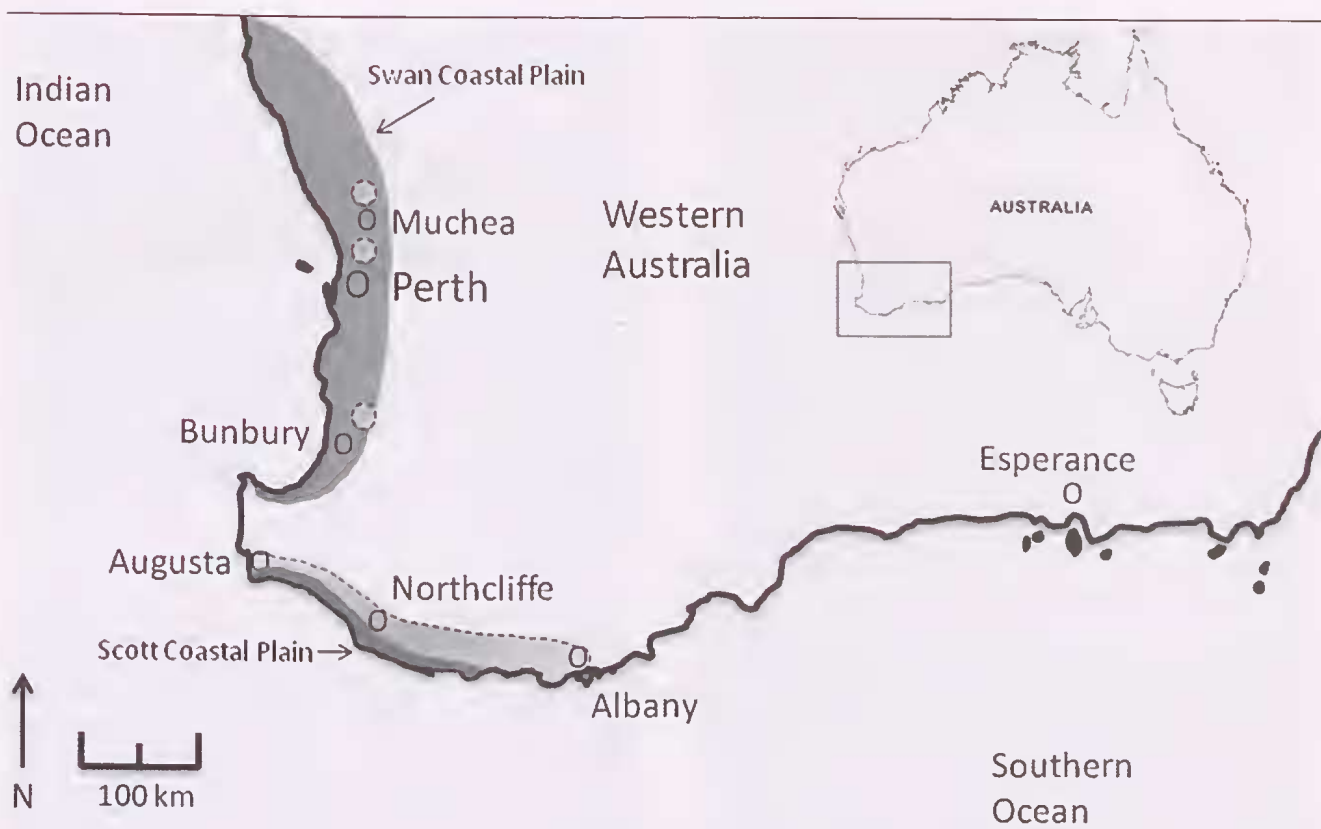 Swan Coastal Plain
Indian
Ocean
Muchea
Perth
Western
Australia
AUSTRALIA
Bunbury
Esperance
Augusta
Northcliffe
Scott Coastal Plain
Albany
N
100 km
Southern
Ocean